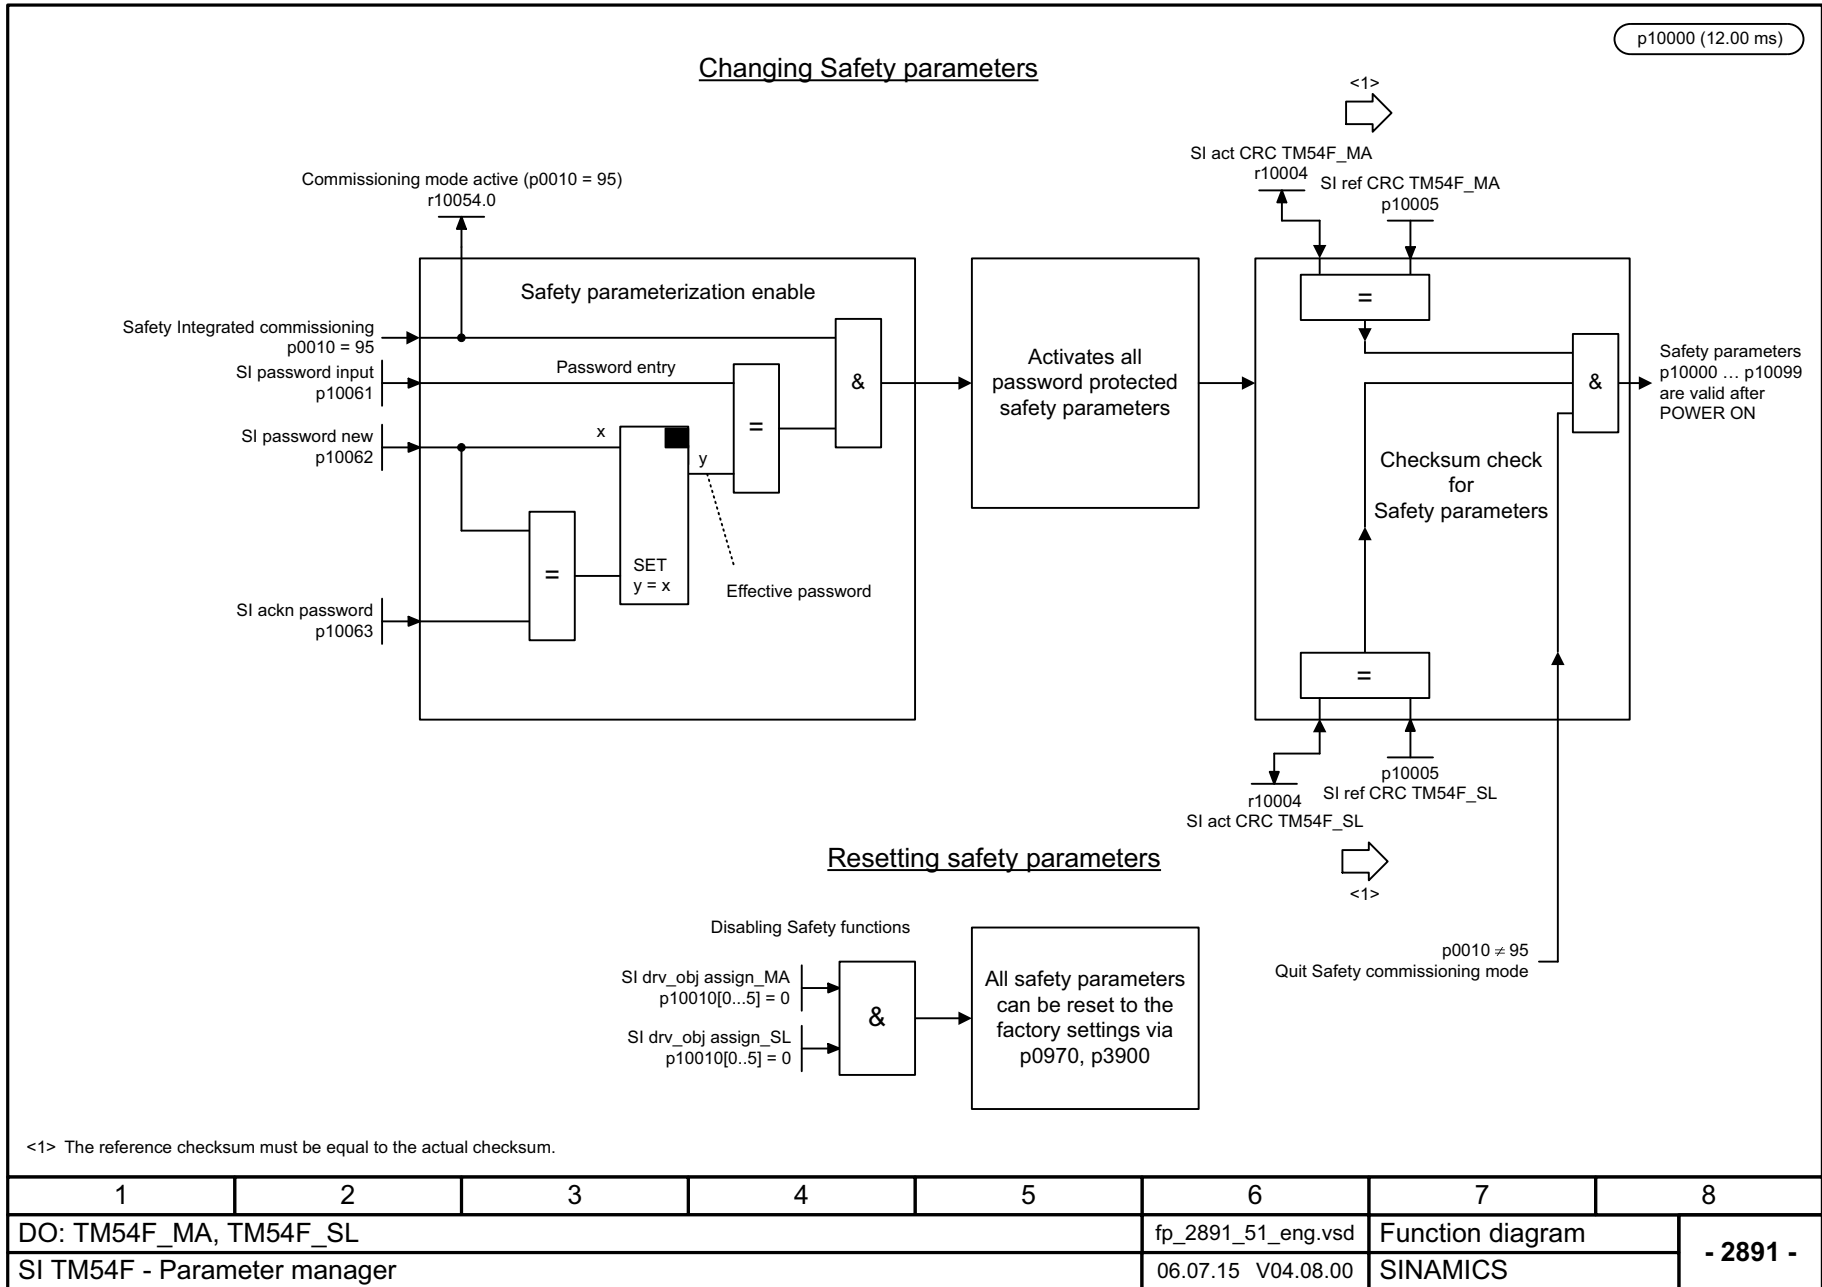 p10000 (12.00 ms)
Changing Safety parameters
<1>
SI act CRC TM54F_MA
r10004
SI ref CRC TM54F_MA
p10005
Commissioning mode active (p0010 = 95)
r10054.0
Safety parameterization enable
Safety Integrated commissioning
p0010 = 95
SI password input
p10061
Password entry
SI password new
p10062
x
y
=
&
=
SET
y = x
Effective password
=
SI ackn password
p10063
Activates all
password protected
safety parameters
=
&
Checksum check
for
Safety parameters
=
Safety parameters
p10000 … p10099
are valid after
POWER ON
p10005
SI ref CRC TM54F_SL
r10004
SI act CRC TM54F_SL
<1>
p0010 ≠ 95
Quit Safety commissioning mode
Resetting safety parameters
Disabling Safety functions
SI drv_obj assign_MA
p10010[0...5] = 0
SI drv_obj assign_SL
p10010[0..5] = 0
&
All safety parameters
can be reset to the
factory settings via
p0970, p3900
<1> The reference checksum must be equal to the actual checksum.
1 2 3 4 5 6 7 8
DO: TM54F_MA, TM54F_SL
fp_2891_51_eng.vsd
Function diagram
- 2891 -
SI TM54F - Parameter manager
06.07.15 V04.08.00
SINAMICS